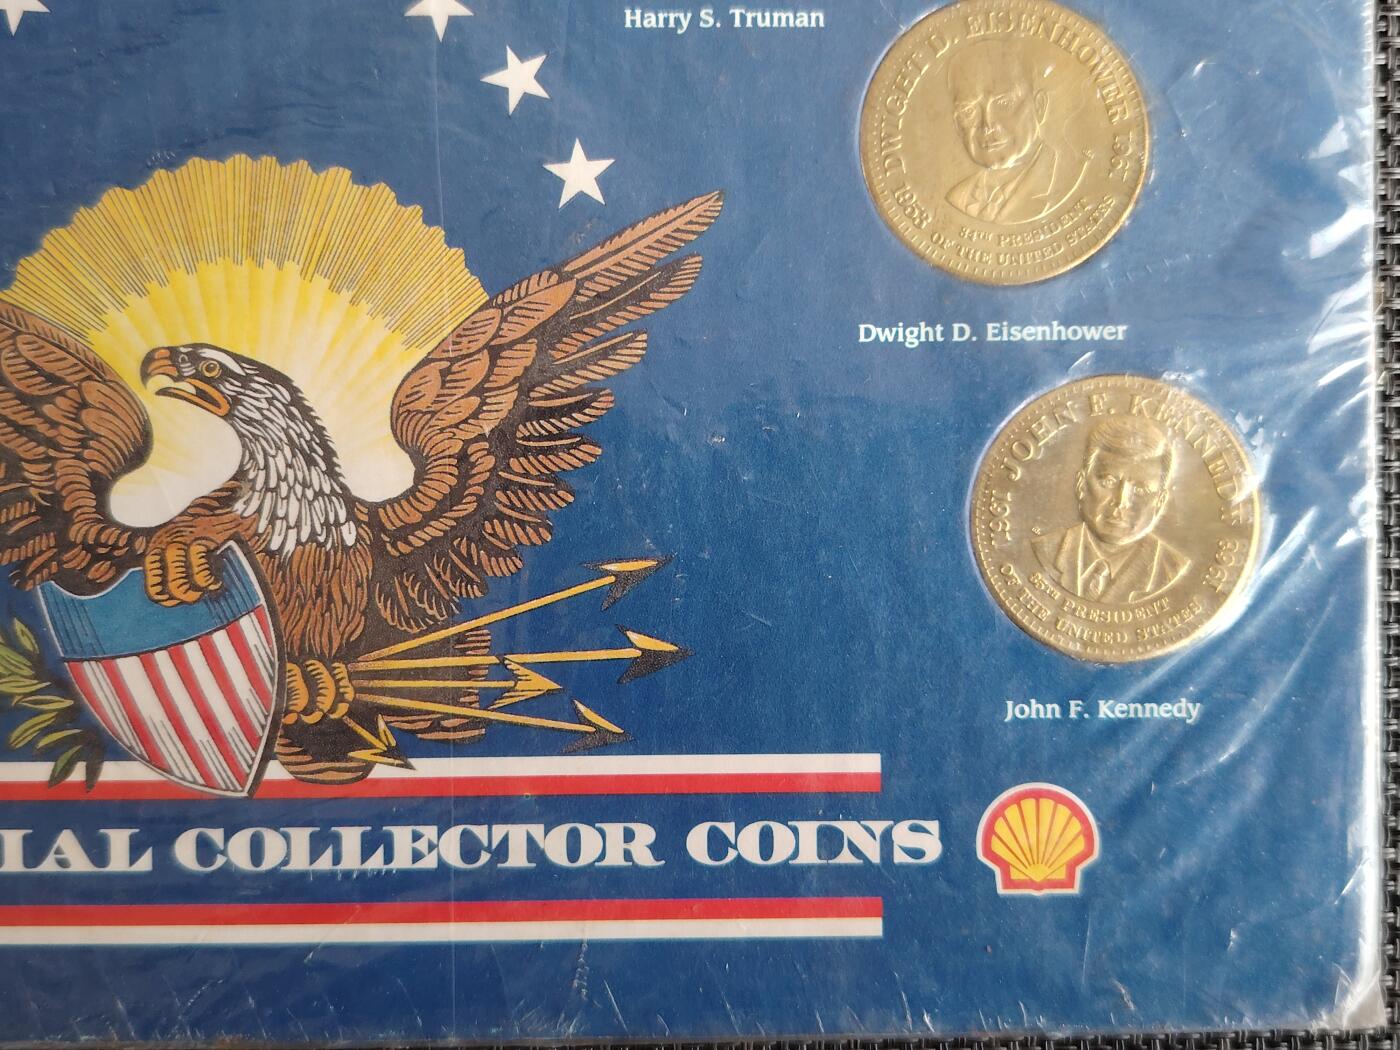 Harry S. Truman
DWIGHT D. EISENHOWER
1953 1961
34TH PRESIDENT
OF THE UNITED STATES
Dwight D. Eisenhower
JOHN F. KENNEDY
1961 1963
35TH PRESIDENT
OF THE UNITED STATES
John F. Kennedy
IAL COLLECTOR COINS